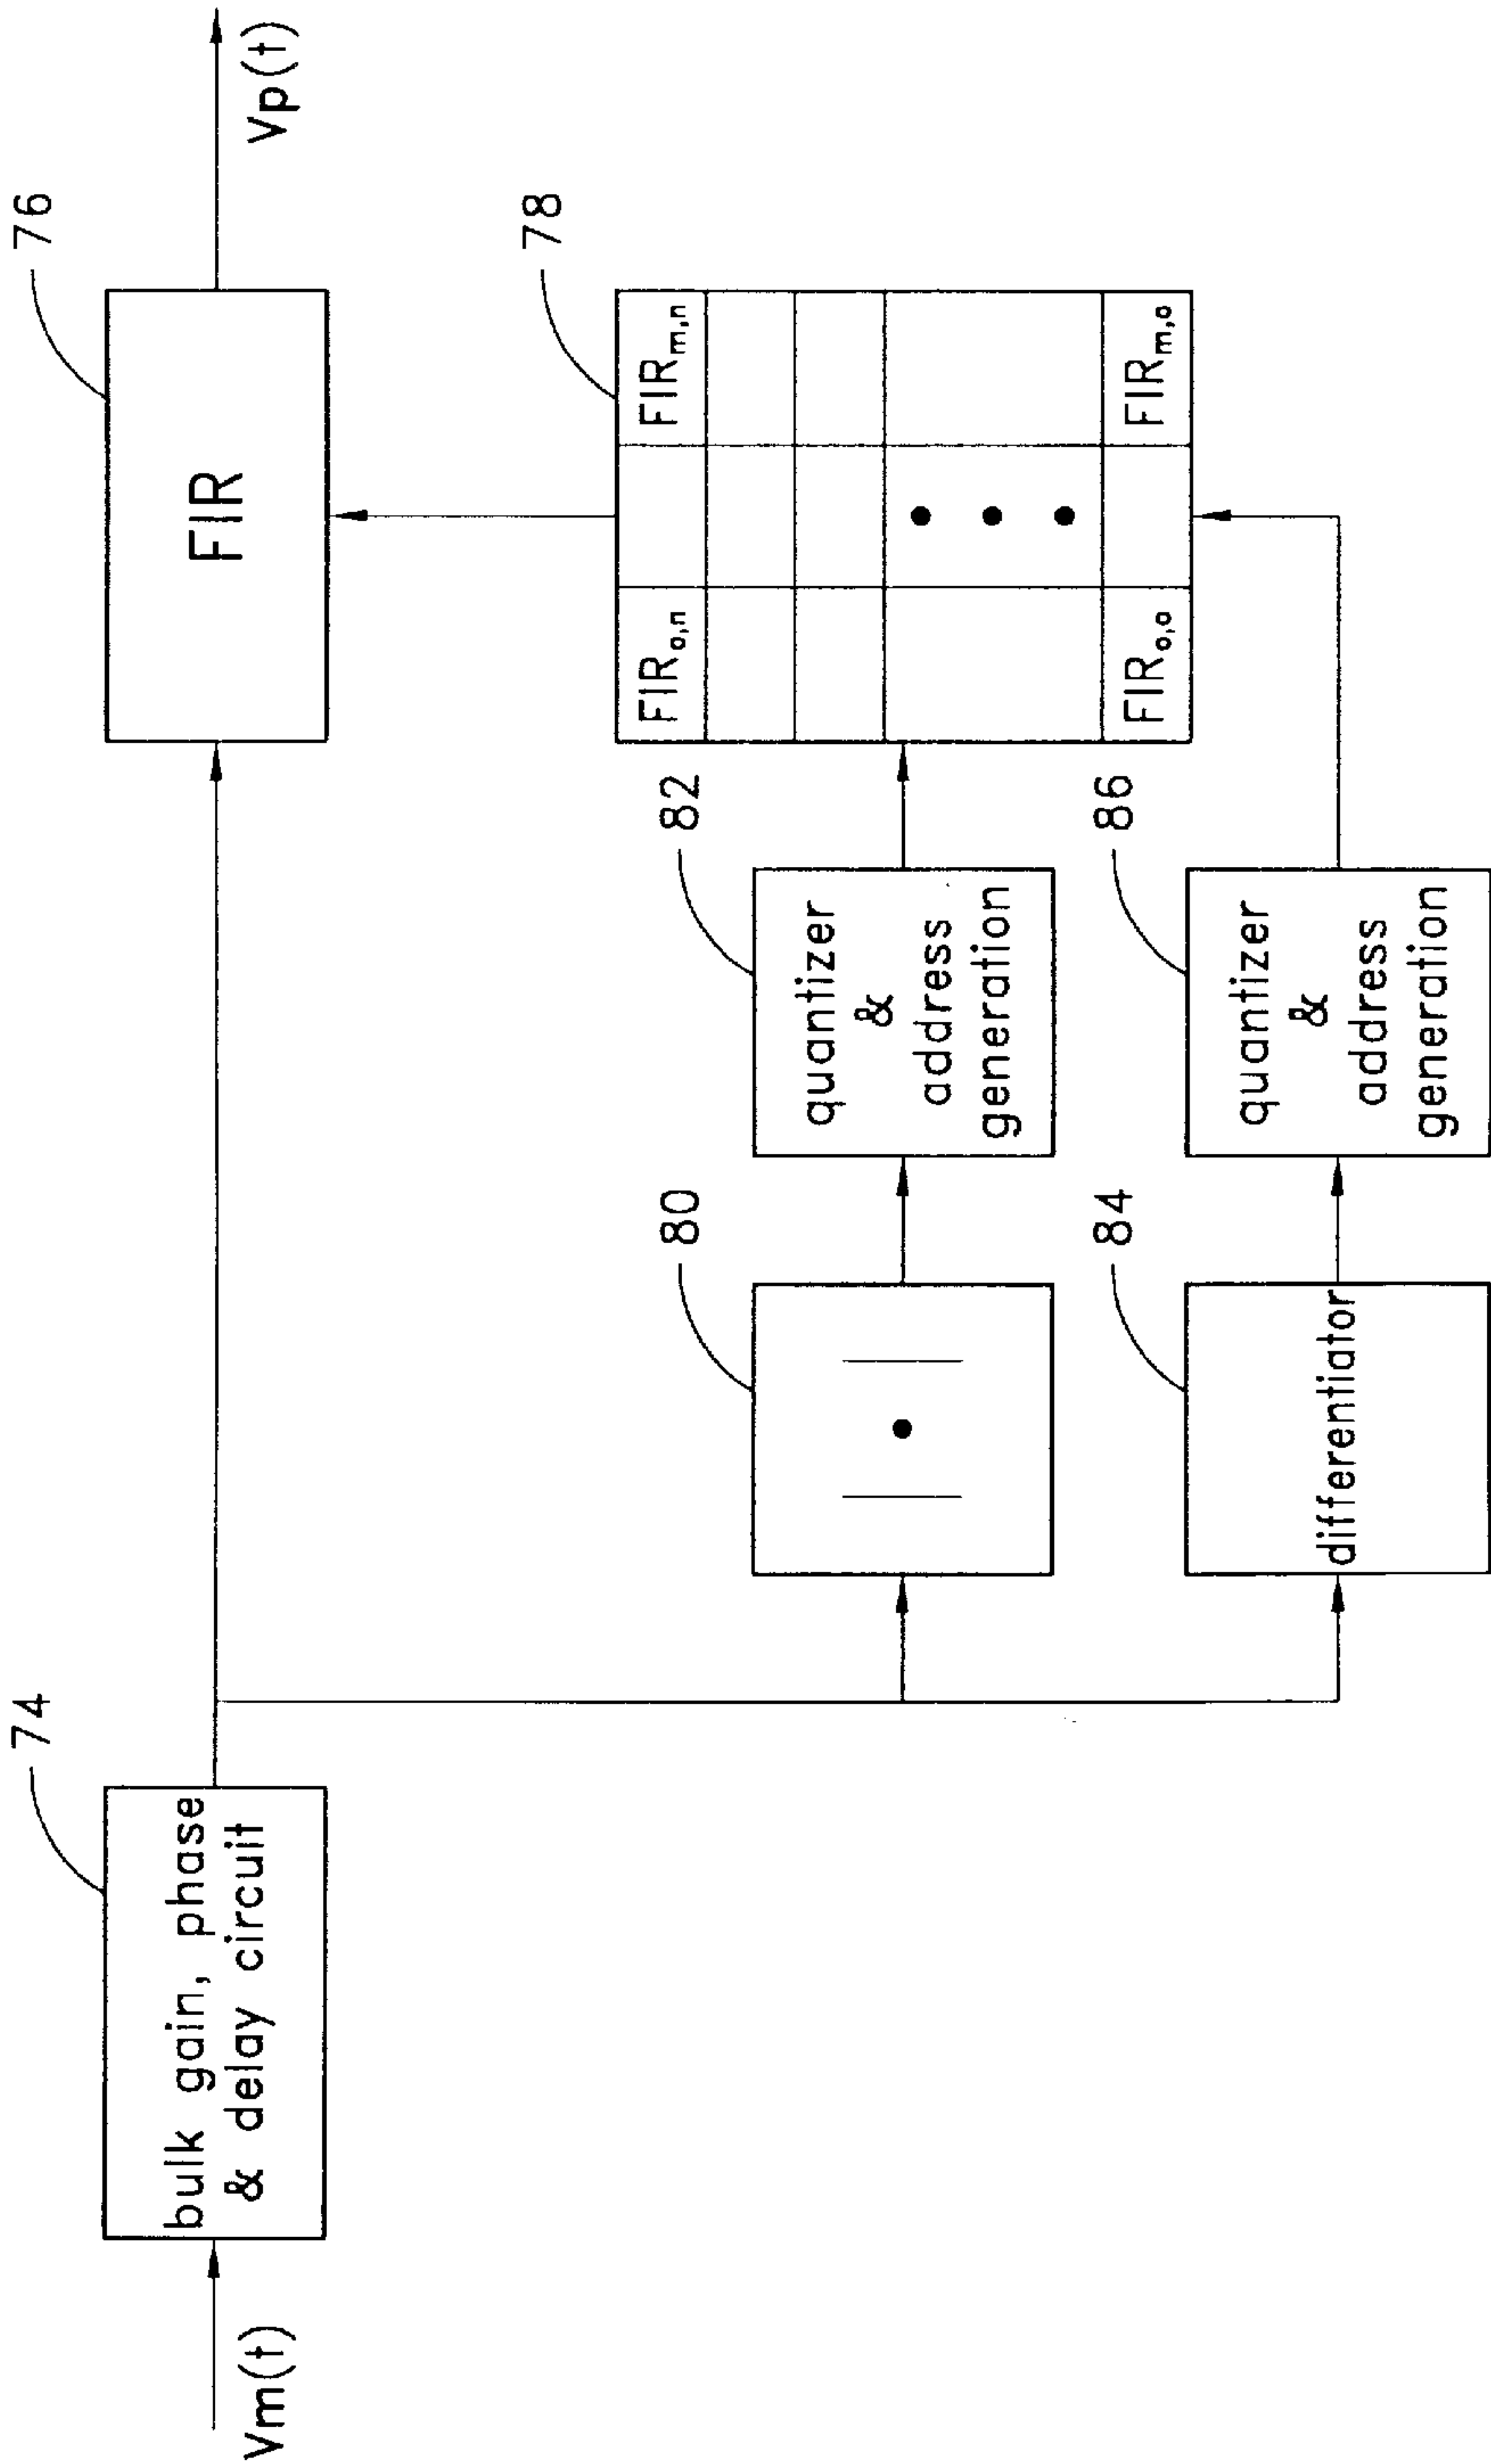 Vm(t)
74
bulk gain, phase
& delay circuit
76
FIR
Vp(t)
78
FIRo,n
FIRm,n
FIRo,o
FIRm,o
80
| • |
82
quantizer
&
address
generation
84
differentiator
86
quantizer
&
address
generation